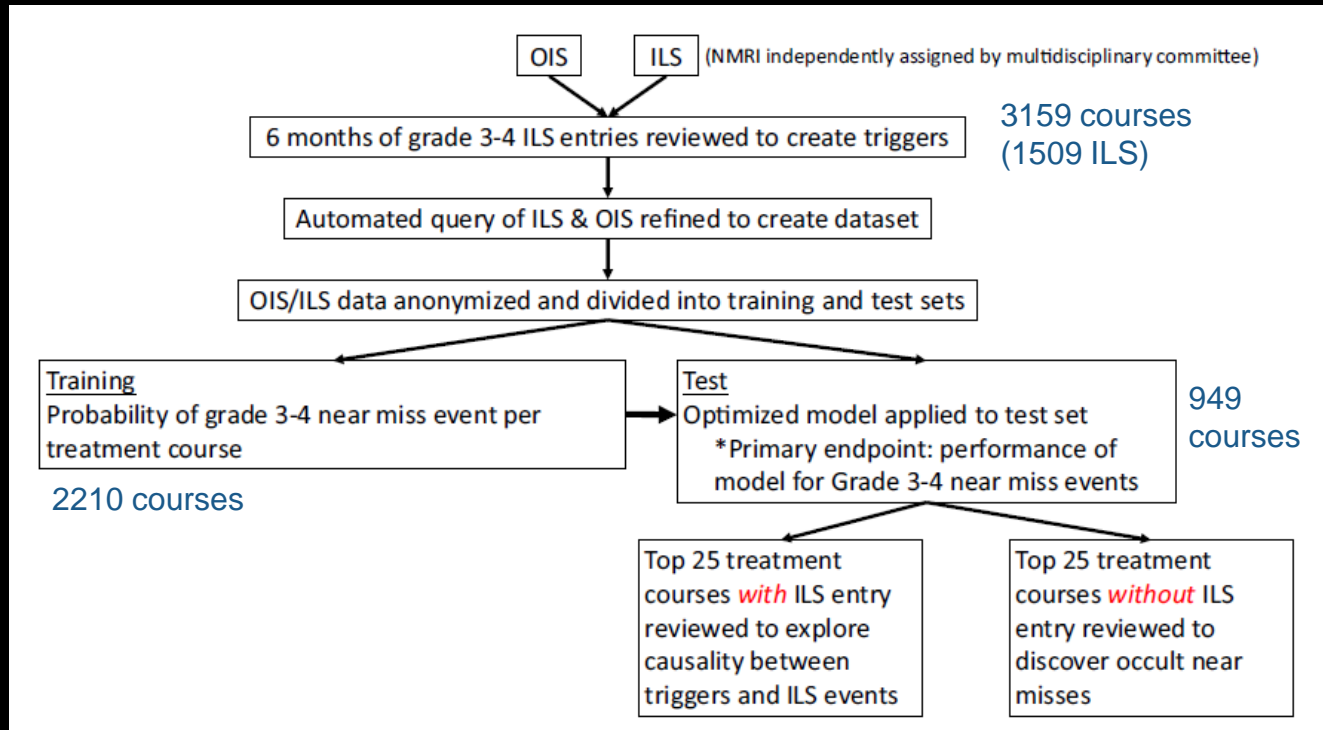 OIS
ILS
(NMRI independently assigned by multidisciplinary committee)
6 months of grade 3-4 ILS entries reviewed to create triggers
3159 courses
(1509 ILS)
Automated query of ILS & OIS refined to create dataset
OIS/ILS data anonymized and divided into training and test sets
Training
Probability of grade 3-4 near miss event per
treatment course
2210 courses
Test
Optimized model applied to test set
*Primary endpoint: performance of
model for Grade 3-4 near miss events
949
courses
Top 25 treatment
courses with ILS entry
reviewed to explore
causality between
triggers and ILS events
Top 25 treatment
courses without ILS
entry reviewed to
discover occult near
misses